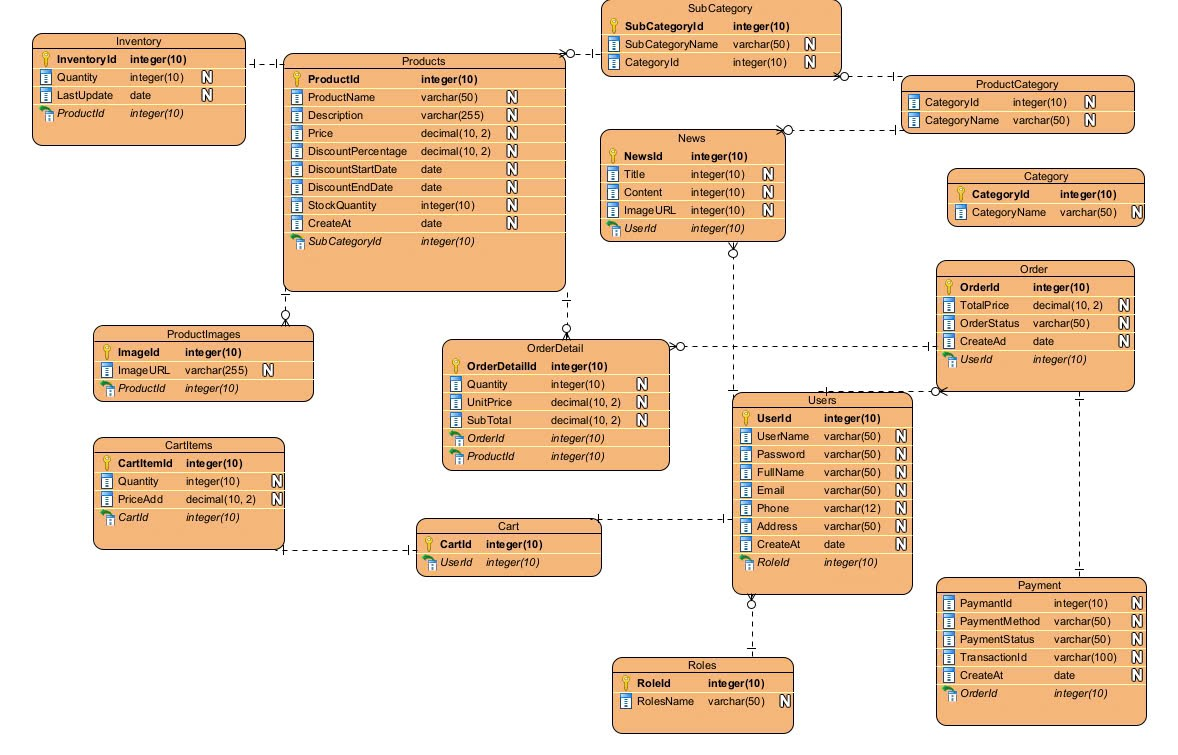 SubCategory
SubCategoryId integer(10)
SubCategoryName varchar(50) N
CategoryId integer(10) N
Inventory
InventoryId integer(10)
Quantity integer(10) N
LastUpdate date N
ProductId integer(10)
Products
ProductId integer(10)
ProductName varchar(50) N
Description varchar(255) N
Price decimal(10, 2) N
DiscountPercentage decimal(10, 2) N
DiscountStartDate date N
DiscountEndDate date N
StockQuantity integer(10) N
CreateAt date N
SubCategoryId integer(10)
ProductCategory
CategoryId integer(10) N
CategoryName varchar(50) N
News
NewsId integer(10)
Title integer(10) N
Content integer(10) N
ImageURL integer(10) N
UserId integer(10)
Category
CategoryId integer(10)
CategoryName varchar(50) N
Order
OrderId integer(10)
TotalPrice decimal(10, 2) N
OrderStatus varchar(50) N
CreateAd date N
UserId integer(10)
ProductImages
ImageId integer(10)
ImageURL varchar(255) N
ProductId integer(10)
OrderDetail
OrderDetailId integer(10)
Quantity integer(10) N
UnitPrice decimal(10, 2) N
SubTotal decimal(10, 2) N
OrderId integer(10)
ProductId integer(10)
Users
UserId integer(10)
UserName varchar(50) N
Password varchar(50) N
FullName varchar(50) N
Email varchar(50) N
Phone varchar(12) N
Address varchar(50) N
CreateAt date N
RoleId integer(10)
CartItems
CartItemId integer(10)
Quantity integer(10) N
PriceAdd decimal(10, 2) N
CartId integer(10)
Cart
CartId integer(10)
UserId integer(10)
Payment
PaymantId integer(10) N
PaymentMethod varchar(50) N
PaymentStatus varchar(50) N
TransactionId varchar(100) N
CreateAt date N
OrderId integer(10)
Roles
RoleId integer(10)
RolesName varchar(50) N